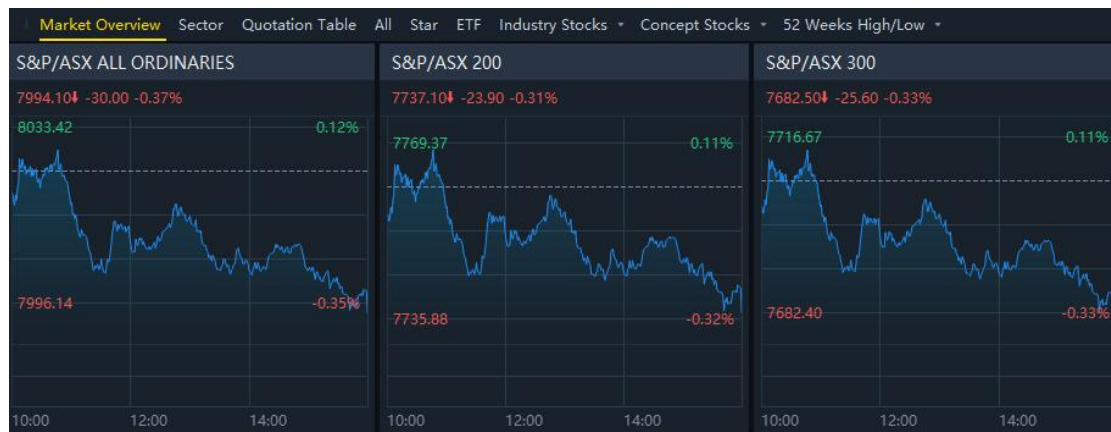 Market Overview Sector Quotation Table All Star ETF Industry Stocks Concept Stocks 52 Weeks High/Low
S&P/ASX ALL ORDINARIES
7994.10⬇ -30.00 -0.37%
8033.42 0.12%
7996.14 -0.35%
10:00 12:00 14:00
S&P/ASX 200
7737.10⬇ -23.90 -0.31%
7769.37 0.11%
7735.88 -0.32%
10:00 12:00 14:00
S&P/ASX 300
7682.50⬇ -25.60 -0.33%
7716.67 0.11%
7682.40 -0.33%
10:00 12:00 14:00